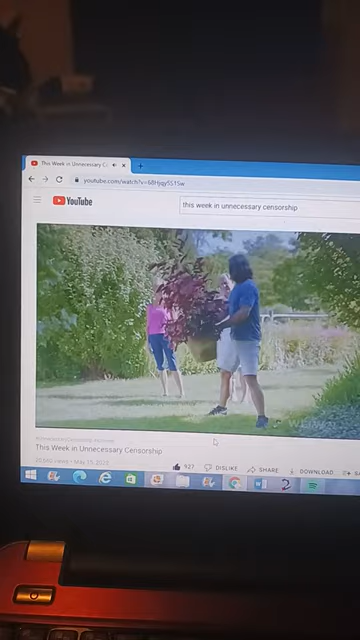 This Week in Unnecessary C
youtube.com/watch?v=
YouTube
this week in unnecessary censorship
This Week in Unnecessary Censorship
927
DISLIKE
SHARE
DOWNLOAD